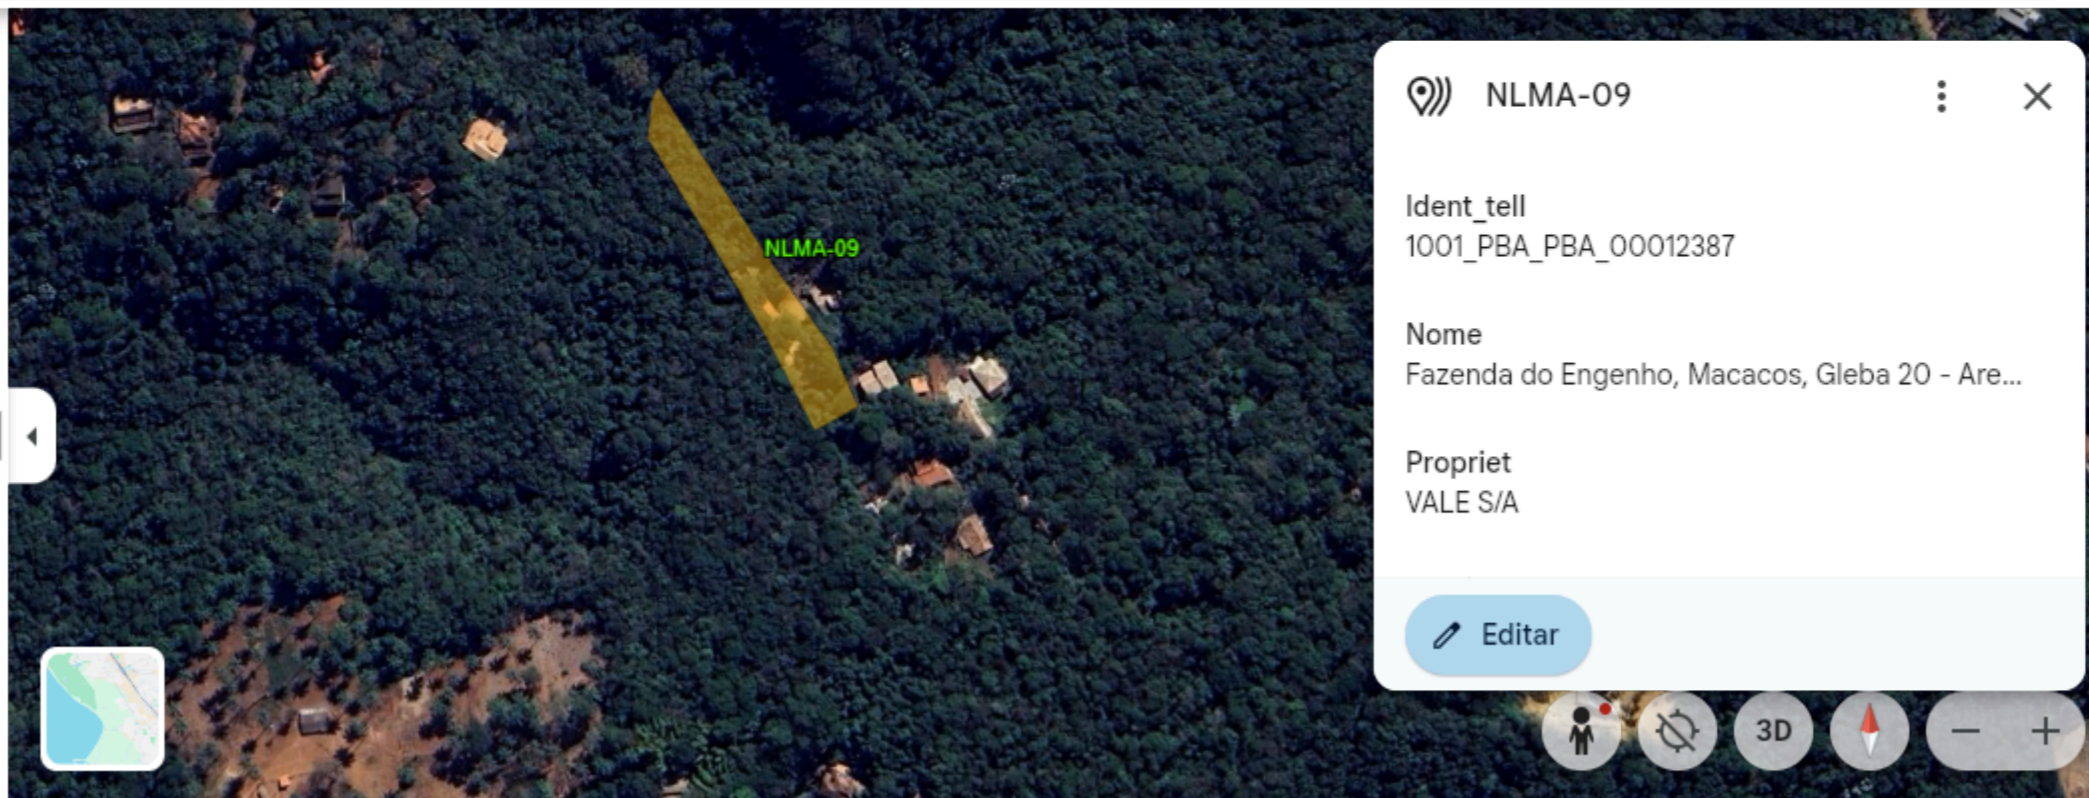 NLMA-09
NLMA-09
Ident_tell
1001_PBA_PBA_00012387
Nome
Fazenda do Engenho, Macacos, Gleba 20 - Are...
Propriet
VALE S/A
Editar
3D